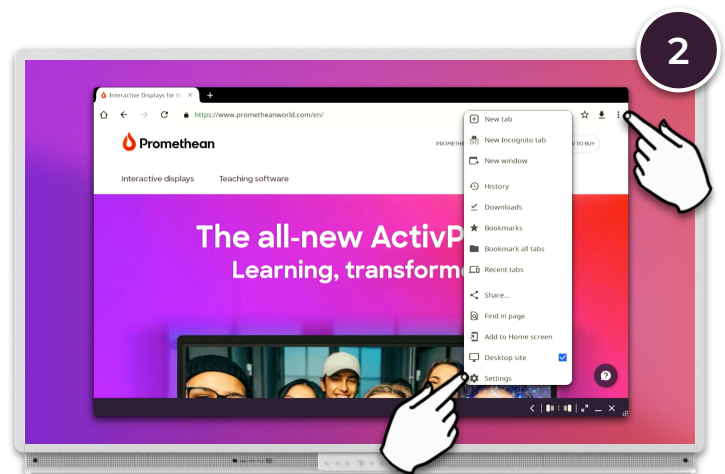 2
Interactive Displays for
https://www.prometheanworld.com/en/
New tab
Promethean
New Incognito tab
TO BUY
New window
Interactive displays
Teaching software
History
Downloads
Bookmarks
The all-new ActivP
Bookmark all tabs
Learning, transform
Recent tabs
Share...
Find in page
Add to Home screen
Desktop site
Settings
?